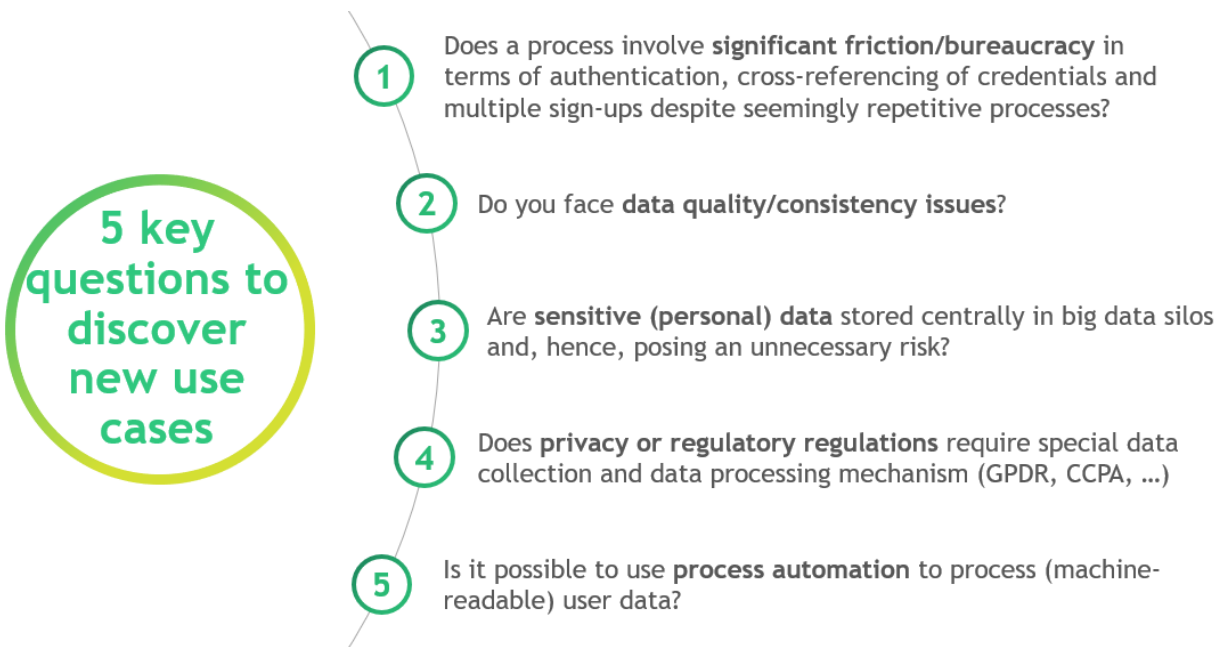 5 key
questions to
discover
new use
cases
1
Does a process involve significant friction/bureaucracy in
terms of authentication, cross-referencing of credentials and
multiple sign-ups despite seemingly repetitive processes?
2
Do you face data quality/consistency issues?
3
Are sensitive (personal) data stored centrally in big data silos
and, hence, posing an unnecessary risk?
4
Does privacy or regulatory regulations require special data
collection and data processing mechanism (GPDR, CCPA, …)
5
Is it possible to use process automation to process (machine-
readable) user data?